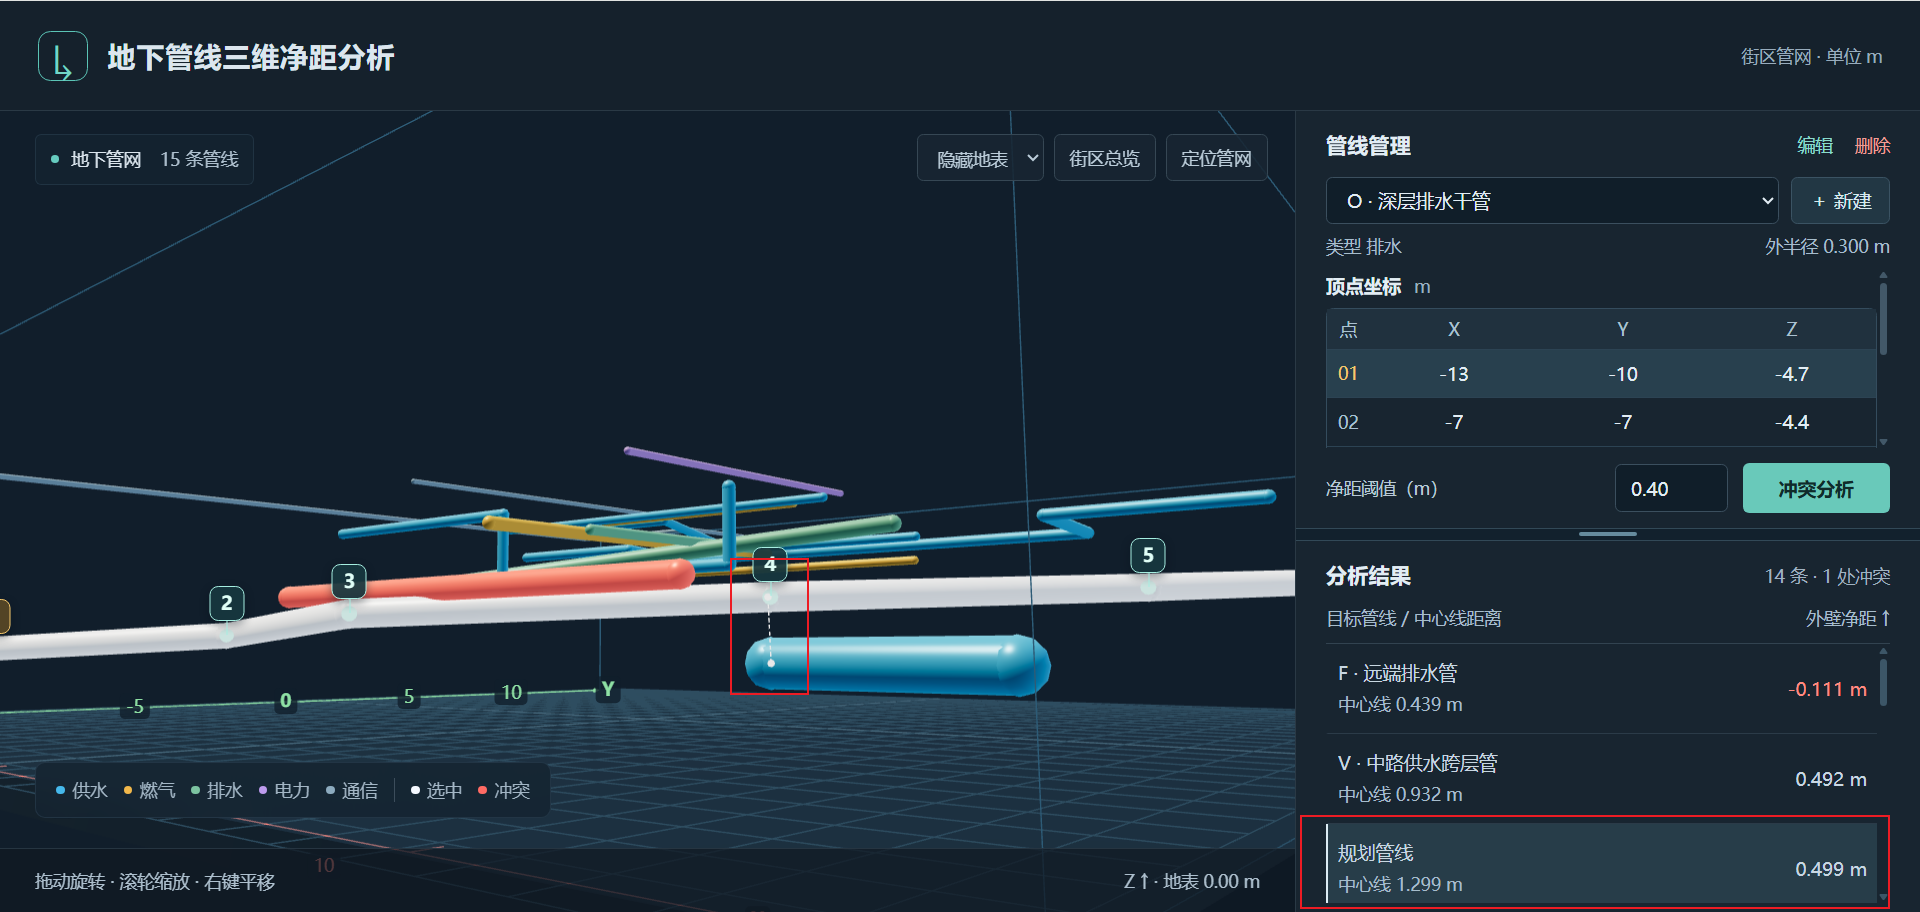 地下管线三维净距分析
街区管网 · 单位 m
地下管网 15 条管线
隐藏地表
街区总览
定位管网
2
3
4
5
-5
0
5
10
Y
供水 燃气 排水 电力 通信 选中 冲突
10
拖动旋转 · 滚轮缩放 · 右键平移
Z↑ · 地表 0.00 m
管线管理
编辑 删除
O · 深层排水干管
+ 新建
类型 排水
外半径 0.300 m
顶点坐标 m
点 X Y Z
01 -13 -10 -4.7
02 -7 -7 -4.4
净距阈值（m）
0.40
冲突分析
分析结果
14 条 · 1 处冲突
目标管线 / 中心线距离
外壁净距 ↑
F · 远端排水管
中心线 0.439 m
-0.111 m
V · 中路供水跨层管
中心线 0.932 m
0.492 m
规划管线
中心线 1.299 m
0.499 m